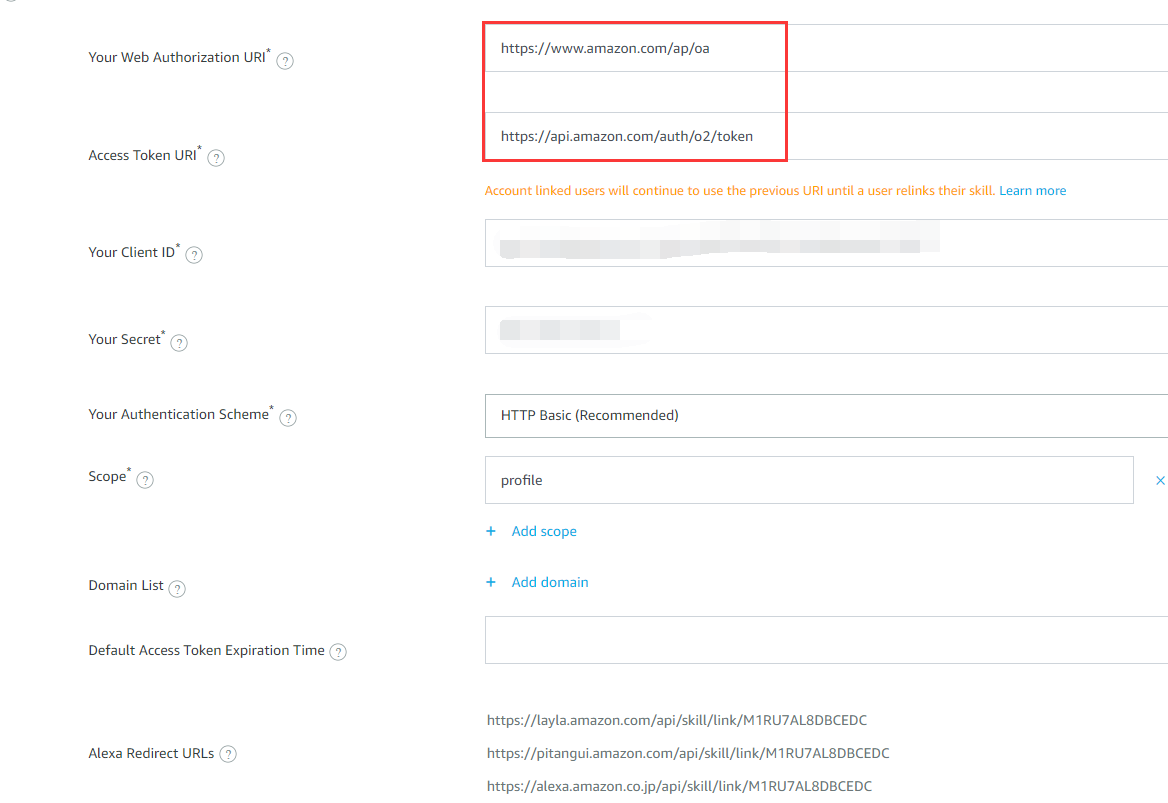 Your Web Authorization URI* ?
https://www.amazon.com/ap/oa
Access Token URI* ?
https://api.amazon.com/auth/o2/token
Account linked users will continue to use the previous URI until a user relinks their skill. Learn more
Your Client ID* ?
Your Secret* ?
Your Authentication Scheme* ?
HTTP Basic (Recommended)
Scope* ?
profile
×
+ Add scope
Domain List ?
+ Add domain
Default Access Token Expiration Time ?
Alexa Redirect URLs ?
https://layla.amazon.com/api/skill/link/M1RU7AL8DBCEDC
https://pitangui.amazon.com/api/skill/link/M1RU7AL8DBCEDC
https://alexa.amazon.co.jp/api/skill/link/M1RU7AL8DBCEDC